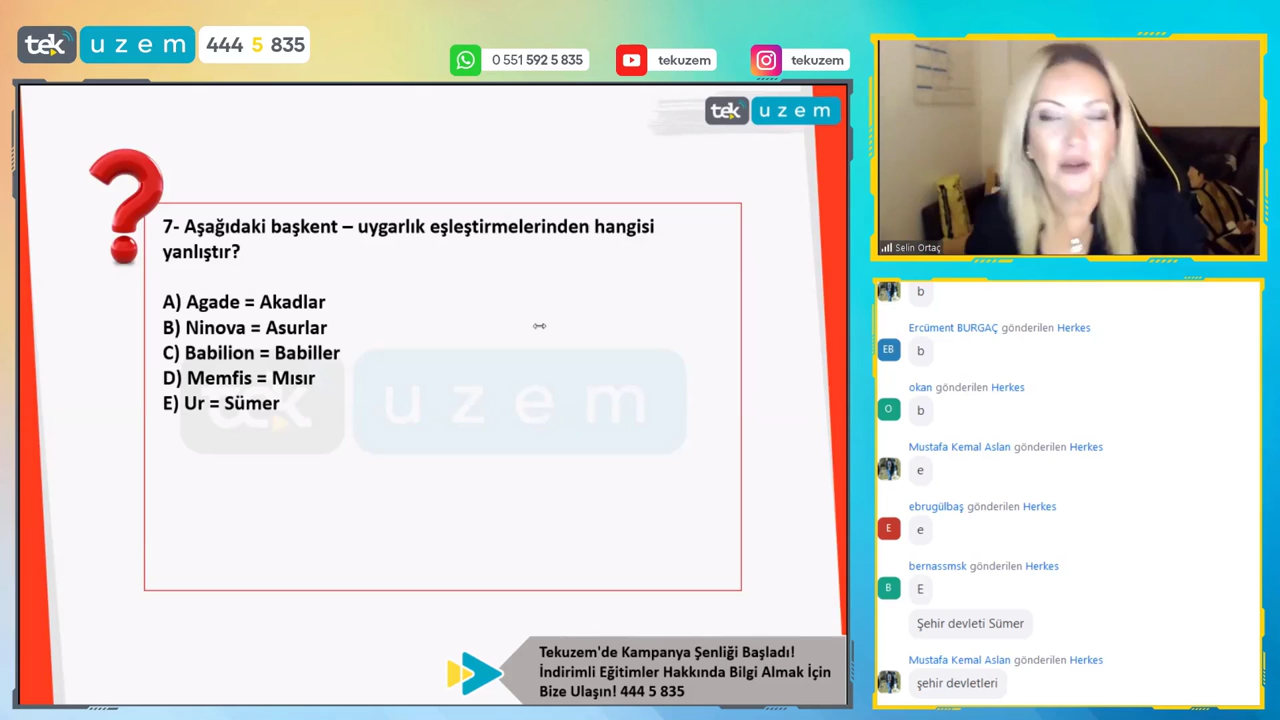 tek uzem 444 5 835
0 551 592 5 835
tekuzem
tekuzem
tek uzem
7- Aşağıdaki başkent – uygarlık eşleştirmelerinden hangisi
yanlıştır?
A) Agade = Akadlar
B) Ninova = Asurlar
C) Babilion = Babiller
D) Memfis = Mısır
E) Ur = Sümer
tek uzem
Tekuzem'de Kampanya Şenliği Başladı!
İndirimli Eğitimler Hakkında Bilgi Almak İçin
Bize Ulaşın! 444 5 835
Selin Ortaç
b
Ercüment BURGAÇ gönderilen Herkes
EB
b
okan gönderilen Herkes
O
b
Mustafa Kemal Aslan gönderilen Herkes
e
ebrugülbaş gönderilen Herkes
E
e
bernassmsk gönderilen Herkes
B
E
Şehir devleti Sümer
Mustafa Kemal Aslan gönderilen Herkes
şehir devletleri